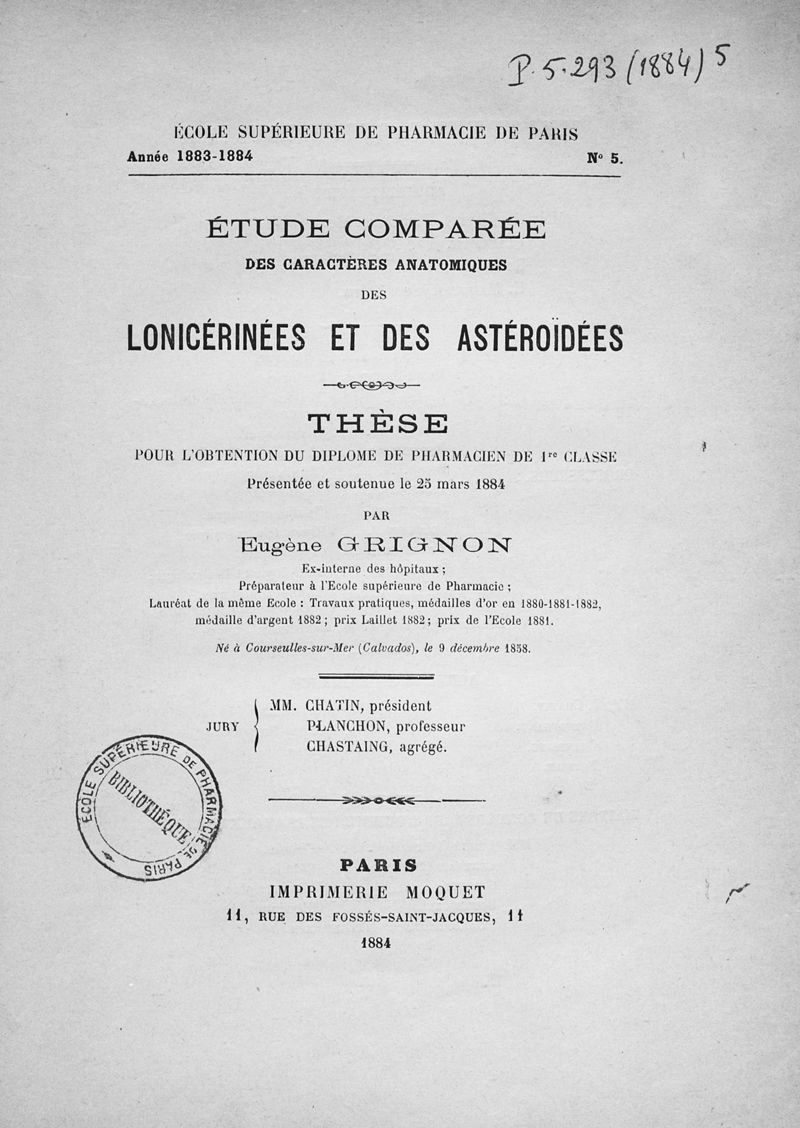 P. 5.293 (1884) 5
ÉCOLE SUPÉRIEURE DE PHARMACIE DE PARIS
Année 1883-1884 No 5.
ÉTUDE COMPARÉE
DES CARACTÈRES ANATOMIQUES
DES
LONICÉRINÉES ET DES ASTÉROÏDÉES
THÈSE
POUR L'OBTENTION DU DIPLOME DE PHARMACIEN DE 1re CLASSE
Présentée et soutenue le 25 mars 1884
PAR
Eugène GRIGNON
Ex-interne des hôpitaux ;
Préparateur à l'Ecole supérieure de Pharmacie ;
Lauréat de la même Ecole : Travaux pratiques, médailles d'or en 1880-1881-1882,
médaille d'argent 1882 ; prix Laillet 1882 ; prix de l'Ecole 1881.
Né à Courseulles-sur-Mer (Calvados), le 9 décembre 1858.
JURY
MM. CHATIN, président
PLANCHON, professeur
CHASTAING, agrégé.
ÉCOLE SUPÉRIEURE DE PHARMACIE DE PARIS
BIBLIOTHÉQUE
PARIS
IMPRIMERIE MOQUET
11, RUE DES FOSSÉS-SAINT-JACQUES, 11
1884